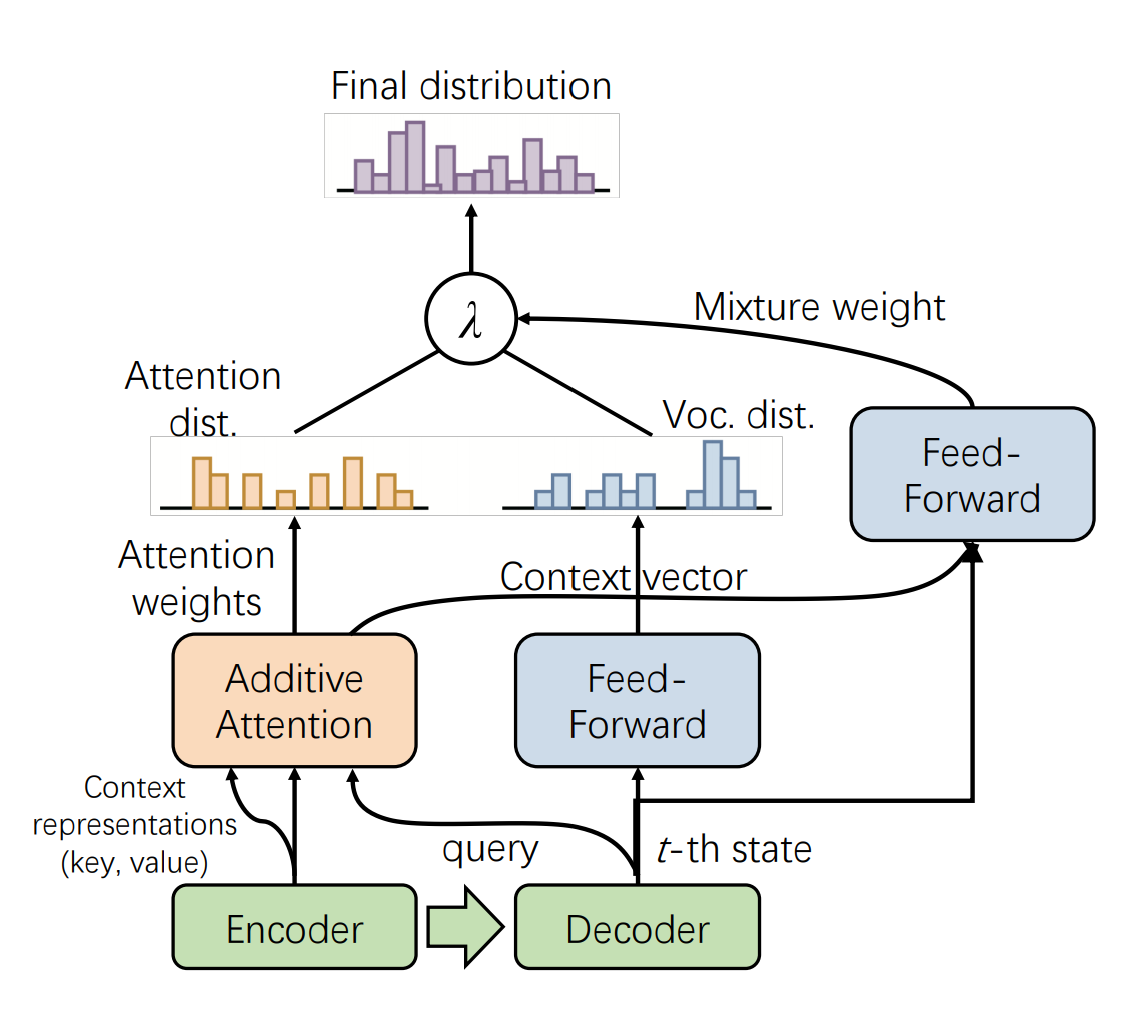 Final distribution
λ
Mixture weight
Attention
dist.
Voc. dist.
Feed-
Forward
Attention
weights
Context vector
Additive
Attention
Feed-
Forward
Context
representations
(key, value)
query
t-th state
Encoder
Decoder